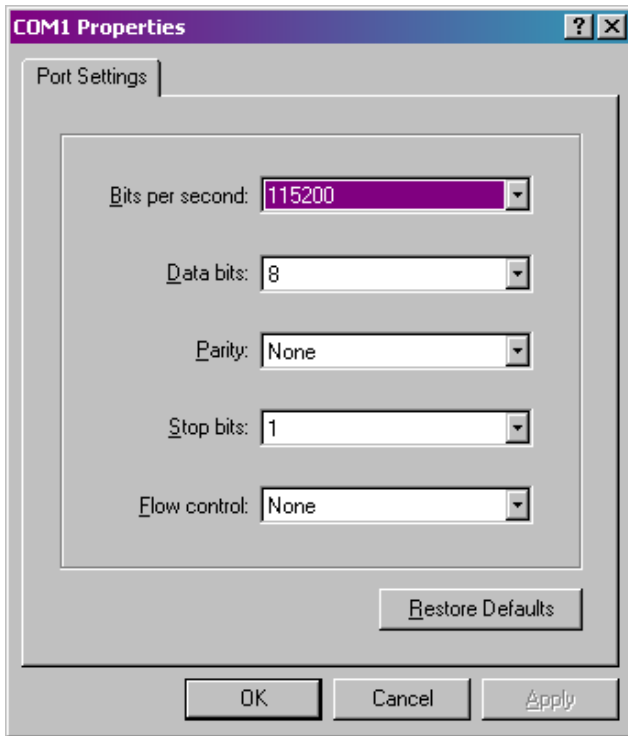 COM1 Properties
Port Settings
Bits per second: 115200
Data bits: 8
Parity: None
Stop bits: 1
Flow control: None
Restore Defaults
OK Cancel Apply